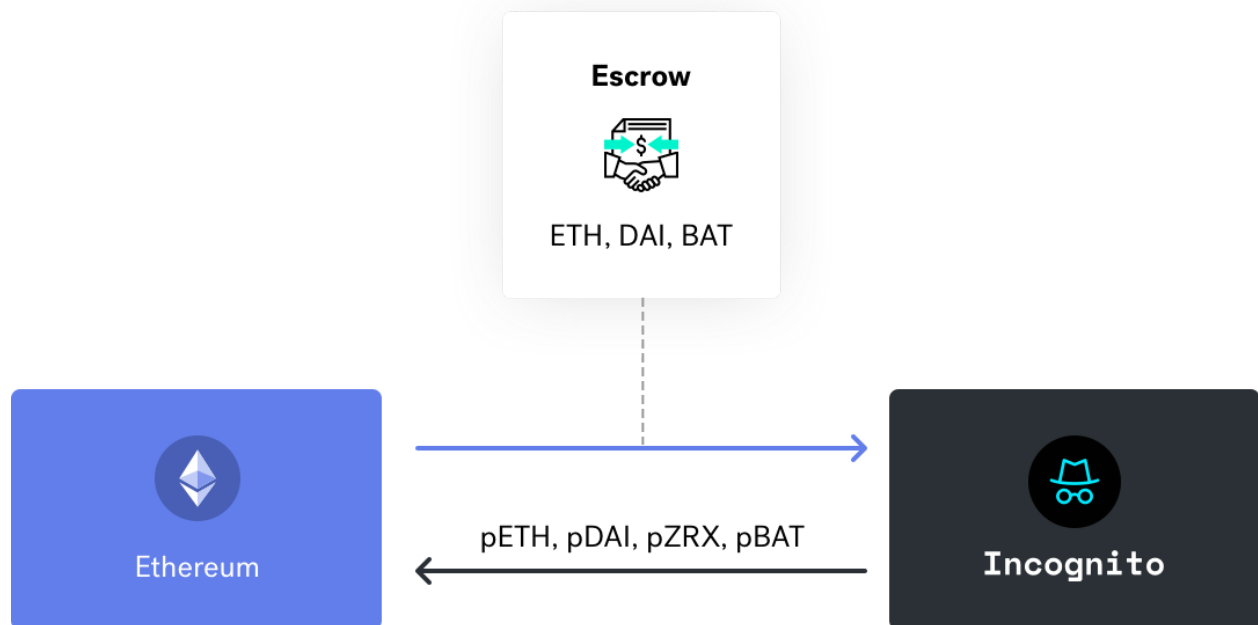 Escrow
$
ETH, DAI, BAT
pETH, pDAI, pZRX, pBAT
Ethereum
Incognito